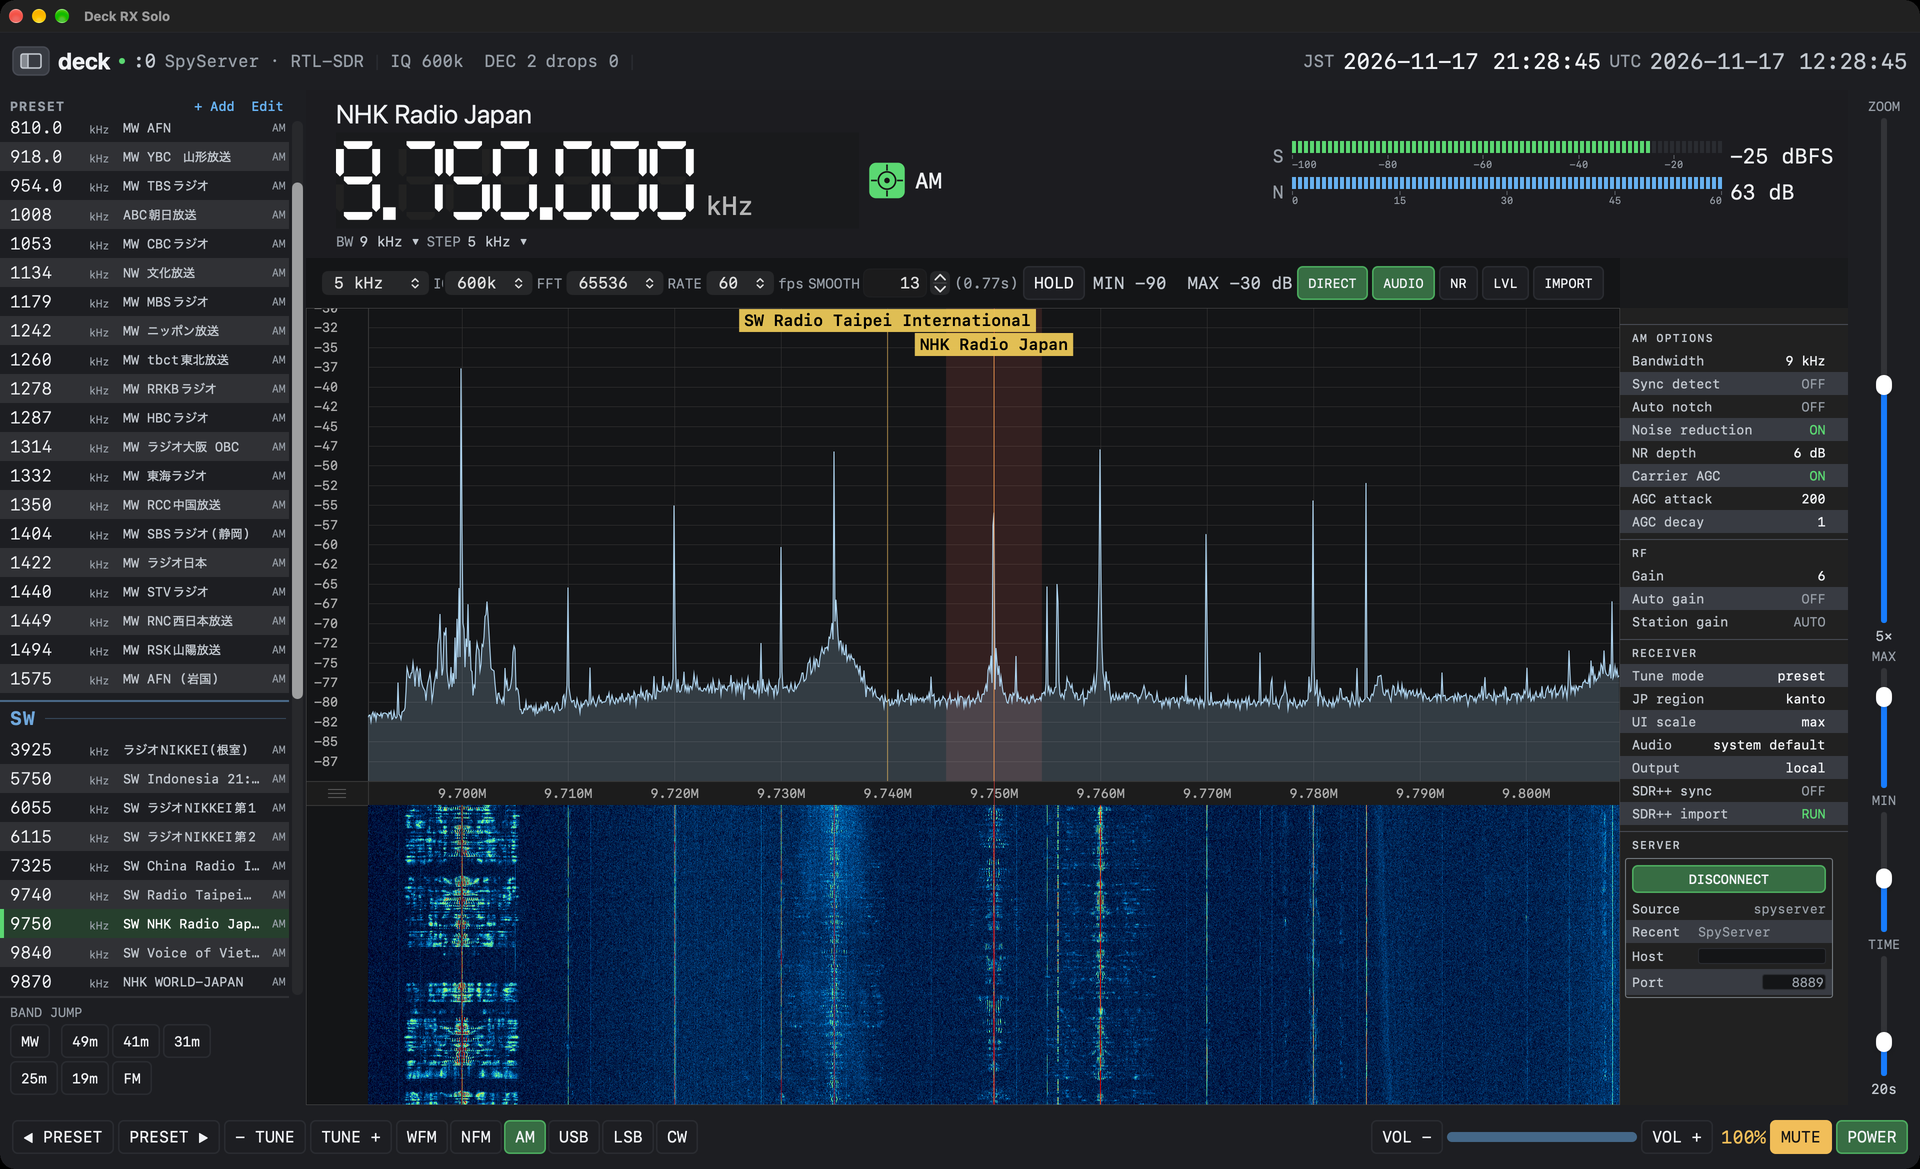 Deck RX Solo
deck :0 SpyServer · RTL-SDR IQ 600k DEC 2 drops 0
JST 2026-11-17 21:28:45 UTC 2026-11-17 12:28:45
PRESET + Add Edit
810.0 kHz MW AFN AM
918.0 kHz MW YBC 山形放送 AM
954.0 kHz MW TBSラジオ AM
1008 kHz ABC朝日放送 AM
1053 kHz MW CBCラジオ AM
1134 kHz NW 文化放送 AM
1179 kHz MW MBSラジオ AM
1242 kHz MW ニッポン放送 AM
1260 kHz MW tbct東北放送 AM
1278 kHz MW RRKBラジオ AM
1287 kHz MW HBCラジオ AM
1314 kHz MW ラジオ大阪 OBC AM
1332 kHz MW 東海ラジオ AM
1350 kHz MW RCC中国放送 AM
1404 kHz MW SBSラジオ(静岡) AM
1422 kHz MW ラジオ日本 AM
1440 kHz MW STVラジオ AM
1449 kHz MW RNC西日本放送 AM
1494 kHz MW RSK山陽放送 AM
1575 kHz MW AFN (岩国) AM
SW
3925 kHz ラジオNIKKEI(根室) AM
5750 kHz SW Indonesia 21:… AM
6055 kHz SW ラジオNIKKEI第1 AM
6115 kHz SW ラジオNIKKEI第2 AM
7325 kHz SW China Radio I… AM
9740 kHz SW Radio Taipei… AM
9750 kHz SW NHK Radio Jap… AM
9840 kHz SW Voice of Viet… AM
9870 kHz NHK WORLD-JAPAN AM
BAND JUMP
MW 49m 41m 31m
25m 19m FM
NHK Radio Japan
9.750.000 kHz
AM
BW 9 kHz ▼ STEP 5 kHz ▼
S -100 -80 -60 -40 -20 -25 dBFS
N 0 15 30 45 60 63 dB
5 kHz 600k FFT 65536 RATE 60 fps SMOOTH 13 (0.77s) HOLD MIN -90 MAX -30 dB DIRECT AUDIO NR LVL IMPORT
SW Radio Taipei International
NHK Radio Japan
-32
-35
-37
-40
-42
-45
-47
-50
-52
-55
-57
-60
-62
-65
-67
-70
-72
-75
-77
-80
-82
-85
-87
9.700M 9.710M 9.720M 9.730M 9.740M 9.750M 9.760M 9.770M 9.780M 9.790M 9.800M
AM OPTIONS
Bandwidth 9 kHz
Sync detect OFF
Auto notch OFF
Noise reduction ON
NR depth 6 dB
Carrier AGC ON
AGC attack 200
AGC decay 1
RF
Gain 6
Auto gain OFF
Station gain AUTO
RECEIVER
Tune mode preset
JP region kanto
UI scale max
Audio system default
Output local
SDR++ sync OFF
SDR++ import RUN
SERVER
DISCONNECT
Source spyserver
Recent SpyServer
Host
Port 8889
ZOOM
5×
MAX
MIN
TIME
20s
◀ PRESET PRESET ▶ – TUNE TUNE + WFM NFM AM USB LSB CW
VOL – VOL + 100% MUTE POWER